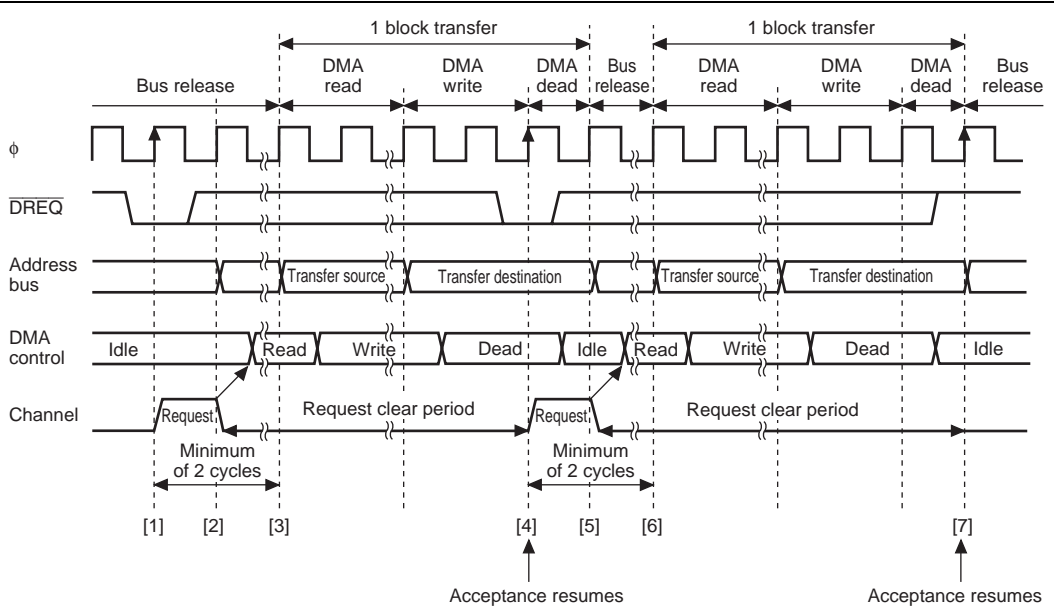 1 block transfer 1 block transfer
DMA DMA DMA Bus DMA DMA DMA Bus
Bus release read write dead release read write dead release
φ
DREQ
Address
bus
Transfer source Transfer destination Transfer source Transfer destination
DMA
control
Idle Read Write Dead Idle Read Write Dead Idle
Channel Request Request clear period Request Request clear period
Minimum Minimum
of 2 cycles of 2 cycles
[1] [2] [3] [4] [5] [6] [7]
Acceptance resumes Acceptance resumes